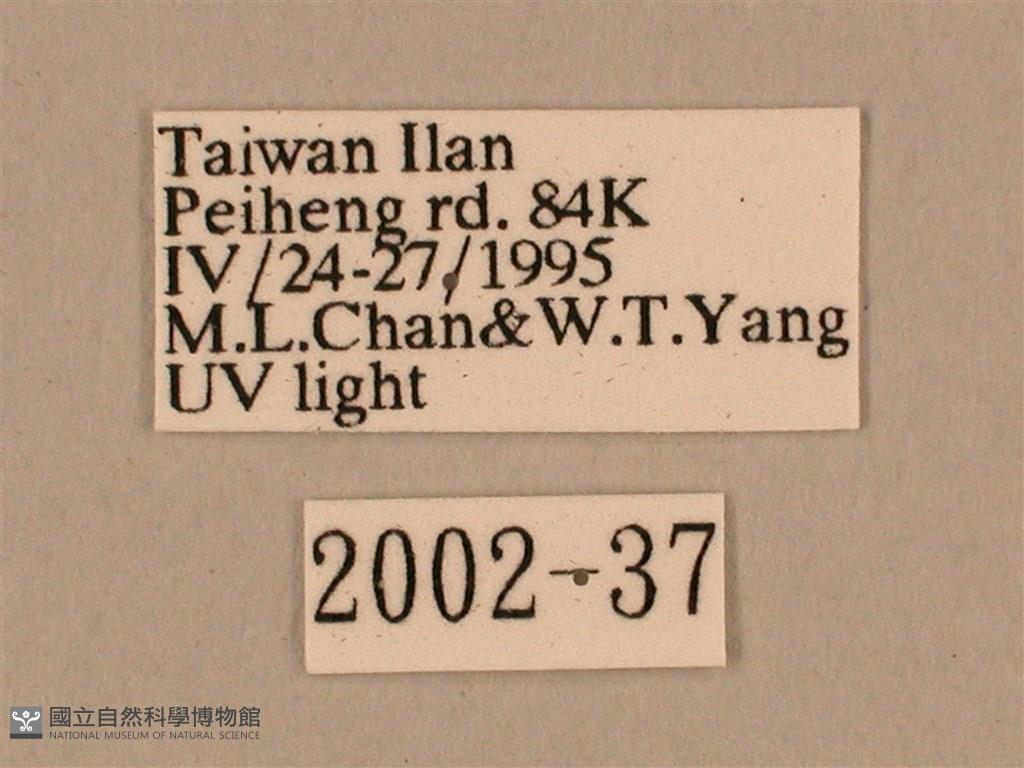 Taiwan Ilan
Peiheng rd. 84K
IV/24-27/1995
M.L.Chan&W.T.Yang
UV light
2002-37
國立自然科學博物館
NATIONAL MUSEUM OF NATURAL SCIENCE